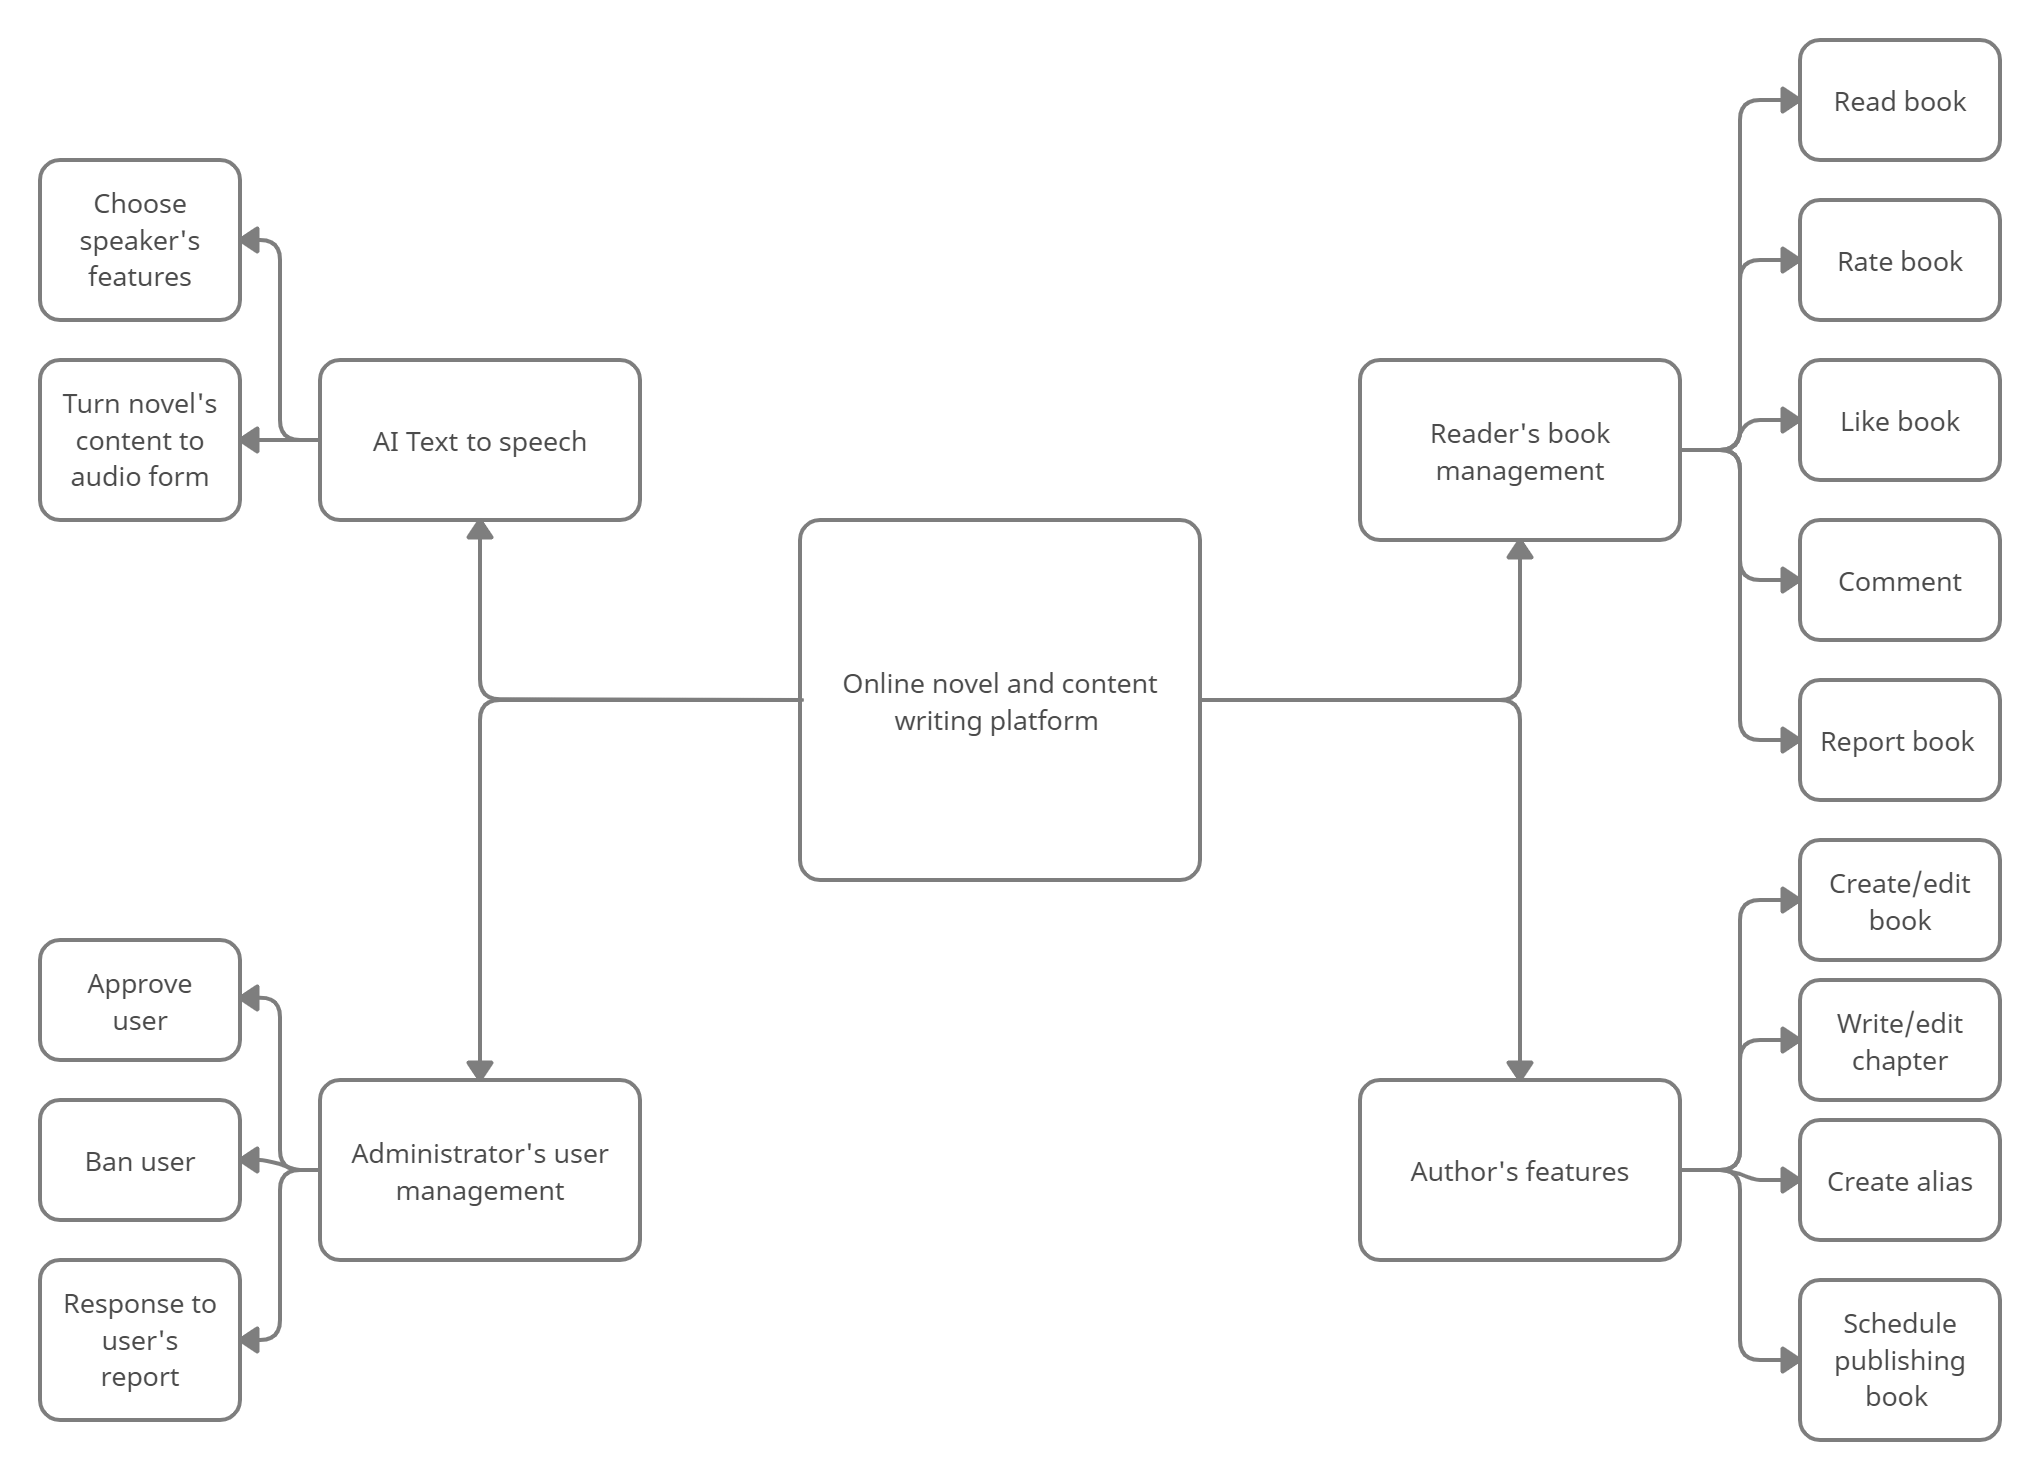 Choose
speaker's
features
Turn novel's
content to
audio form
AI Text to speech
Online novel and content
writing platform
Approve
user
Ban user
Response to
user's
report
Administrator's user
management
Reader's book
management
Read book
Rate book
Like book
Comment
Report book
Author's features
Create/edit
book
Write/edit
chapter
Create alias
Schedule
publishing
book